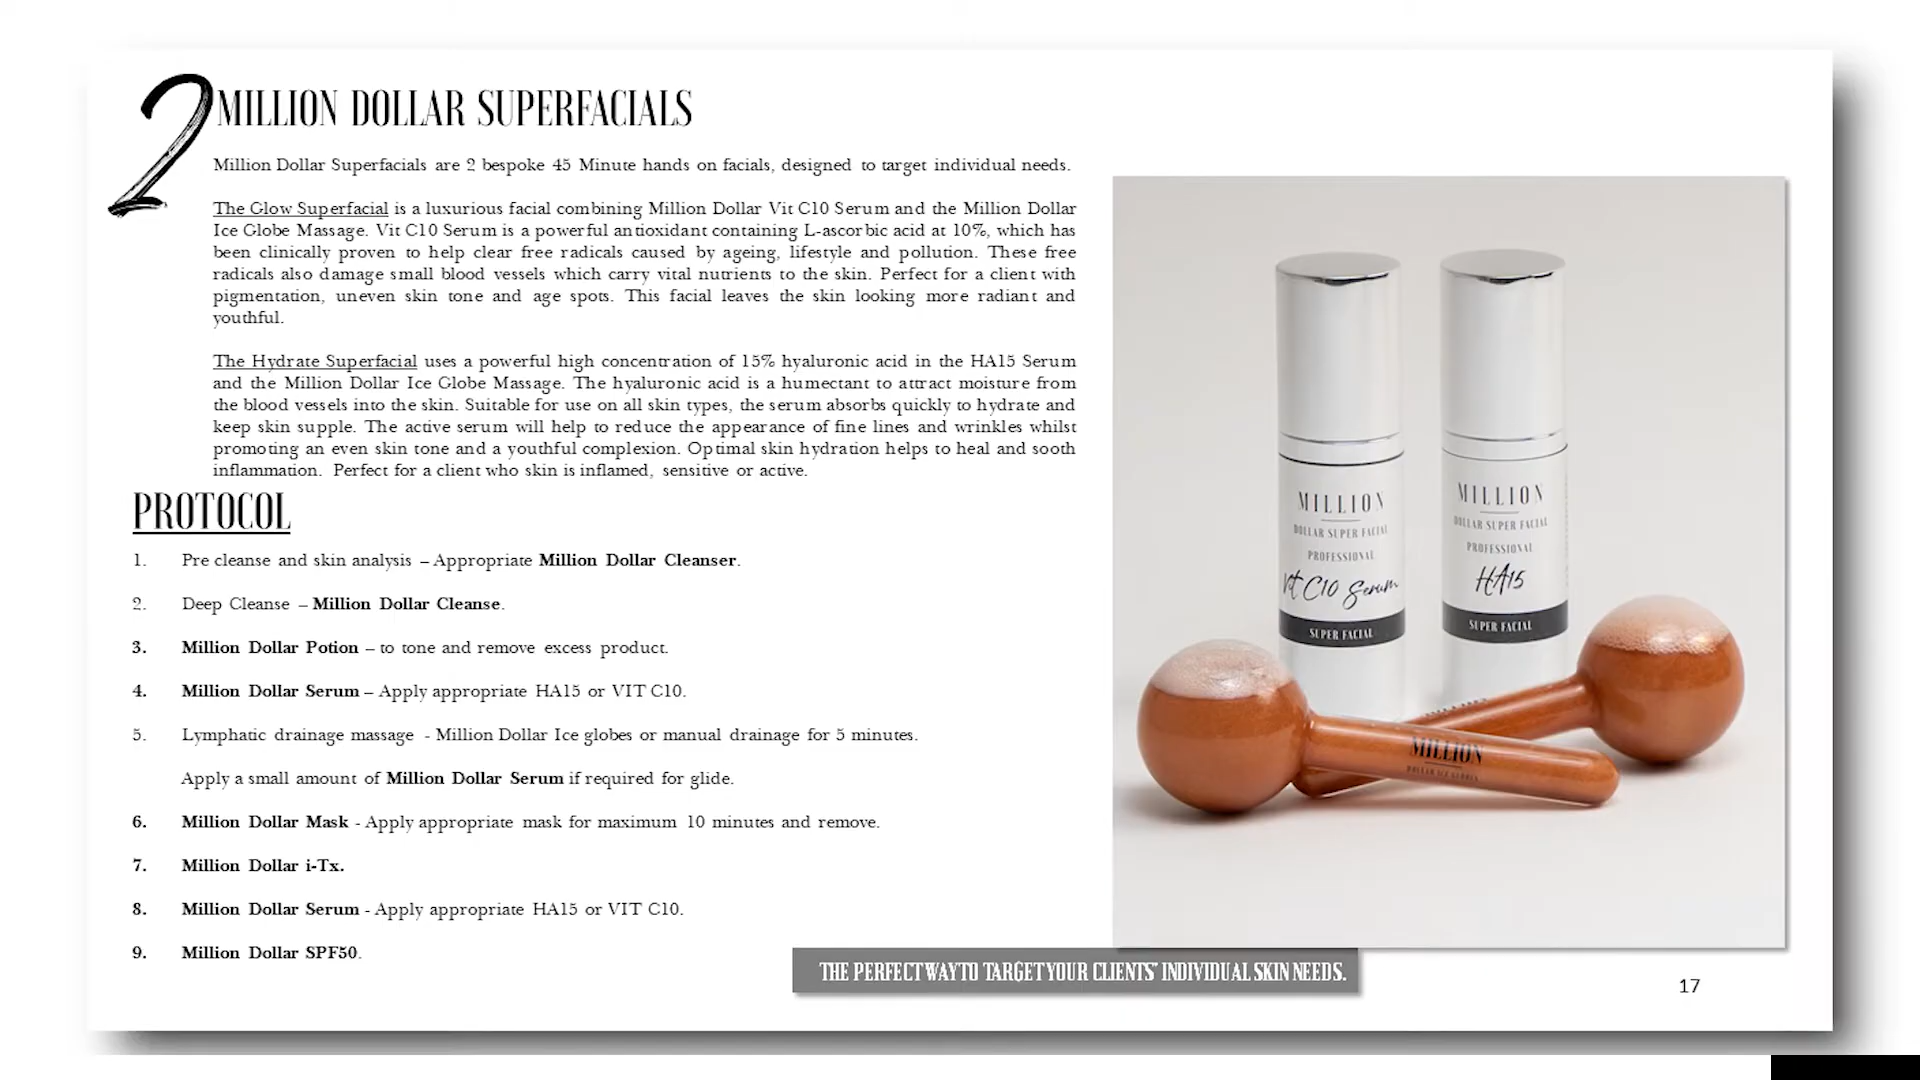 2 MILLION DOLLAR SUPERFACIALS
Million Dollar Superfacials are 2 bespoke 45 Minute hands on facials, designed to target individual needs.
The Glow Superfacial is a luxurious facial combining Million Dollar Vit C10 Serum and the Million Dollar
Ice Globe Massage. Vit C10 Serum is a powerful antioxidant containing L-ascorbic acid at 10%, which has
been clinically proven to help clear free radicals caused by ageing, lifestyle and pollution. These free
radicals also damage small blood vessels which carry vital nutrients to the skin. Perfect for a client with
pigmentation, uneven skin tone and age spots. This facial leaves the skin looking more radiant and
youthful.
The Hydrate Superfacial uses a powerful high concentration of 15% hyaluronic acid in the HA15 Serum
and the Million Dollar Ice Globe Massage. The hyaluronic acid is a humectant to attract moisture from
the blood vessels into the skin. Suitable for use on all skin types, the serum absorbs quickly to hydrate and
keep skin supple. The active serum will help to reduce the appearance of fine lines and wrinkles whilst
promoting an even skin tone and a youthful complexion. Optimal skin hydration helps to heal and sooth
inflammation. Perfect for a client who skin is inflamed, sensitive or active.
PROTOCOL
1. Pre cleanse and skin analysis – Appropriate Million Dollar Cleanser.
2. Deep Cleanse – Million Dollar Cleanse.
3. Million Dollar Potion – to tone and remove excess product.
4. Million Dollar Serum – Apply appropriate HA15 or VIT C10.
5. Lymphatic drainage massage - Million Dollar Ice globes or manual drainage for 5 minutes.
Apply a small amount of Million Dollar Serum if required for glide.
6. Million Dollar Mask - Apply appropriate mask for maximum 10 minutes and remove.
7. Million Dollar i-Tx.
8. Million Dollar Serum - Apply appropriate HA15 or VIT C10.
9. Million Dollar SPF50.
MILLION
DOLLAR SUPER FACIAL
PROFESSIONAL
Vit C10 Serum
SUPER FACIAL
MILLION
DOLLAR SUPER FACIAL
PROFESSIONAL
HA15
SUPER FACIAL
MILLION
DOLLAR ICE GLOBES
THE PERFECT WAY TO TARGET YOUR CLIENTS' INDIVIDUAL SKIN NEEDS.
17